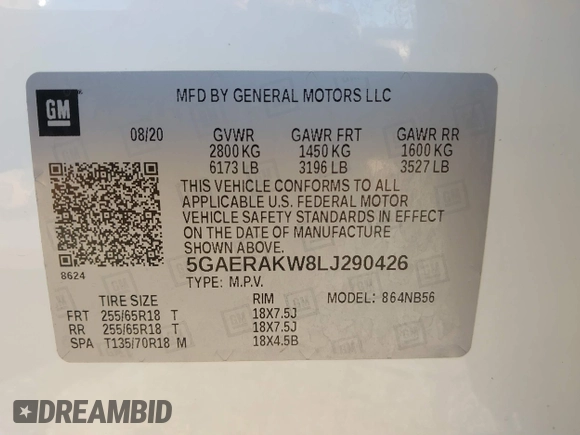 GM
MFD BY GENERAL MOTORS LLC
08/20 GVWR GAWR FRT GAWR RR
2800 KG 1450 KG 1600 KG
6173 LB 3196 LB 3527 LB
THIS VEHICLE CONFORMS TO ALL
APPLICABLE U.S. FEDERAL MOTOR
VEHICLE SAFETY STANDARDS IN EFFECT
ON THE DATE OF MANUFACTURE
SHOWN ABOVE.
8624
5GAERAKW8LJ290426
TYPE: M.P.V. MODEL: 864NB56
TIRE SIZE RIM
FRT 255/65R18 T 18X7.5J
RR 255/65R18 T 18X7.5J
SPA T135/70R18 M 18X4.5B
DREAMBID